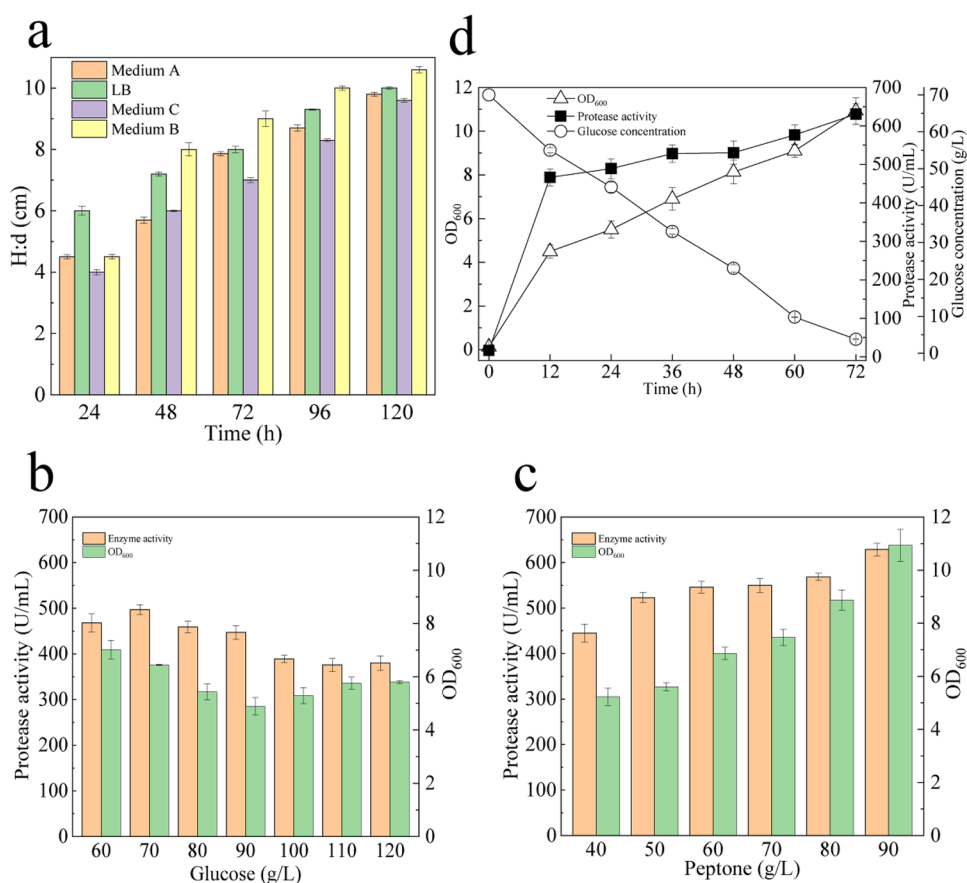 a
Medium A
LB
Medium C
Medium B
H:d (cm)
10
8
6
4
2
0
24 48 72 96 120
Time (h)
d
OD600
Protease activity
Glucose concentration
OD600
12
10
8
6
4
2
0
0 12 24 36 48 60 72
Time (h)
700
600
500
400
300
200
100
0
Protease activity (U/mL)
70
60
50
40
30
20
10
0
Glucose concentration (g/L)
b
Enzyme activity
OD600
Protease activity (U/mL)
700
600
500
400
300
200
100
0
60 70 80 90 100 110 120
Glucose (g/L)
12
10
8
6
4
2
0
OD600
c
Enzyme activity
OD600
Protease activity (U/mL)
700
600
500
400
300
200
100
0
40 50 60 70 80 90
Peptone (g/L)
12
10
8
6
4
2
0
OD600